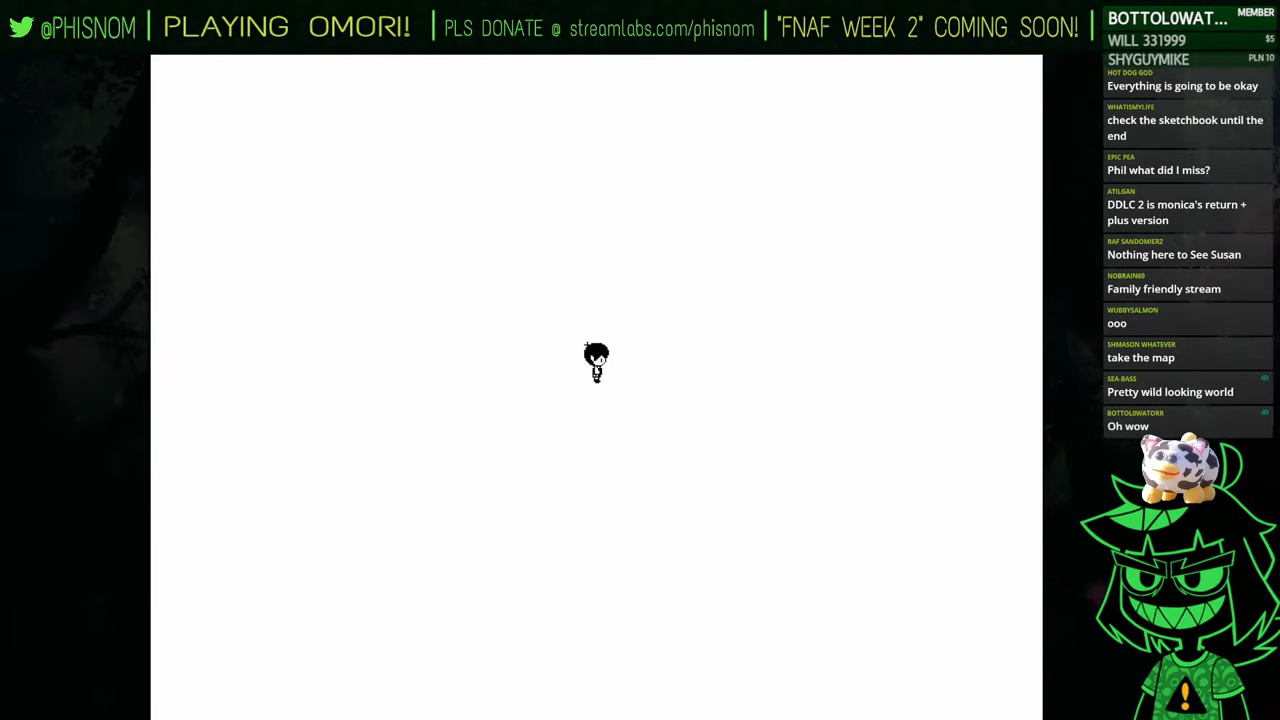 @PHISNOM | PLAYING OMORI! | PLS DONATE @ streamlabs.com/phisnom | "FNAF WEEK 2" COMING SOON! |
BOTTOL0WAT... MEMBER
WILL 331999 $5
SHYGUYMIKE PLN 10
HOT DOG GOD
Everything is going to be okay
WHATISMYLIFE
check the sketchbook until the
end
EPIC PEA
Phil what did I miss?
ATILGAN
DDLC 2 is monica's return +
plus version
RAF SANDOMIERZ
Nothing here to See Susan
NOBRAIN69
Family friendly stream
WUBBYSALMON
ooo
SHMASON WHATEVER
take the map
SEA-BASS
Pretty wild looking world
BOTTOL0WATORR
Oh wow